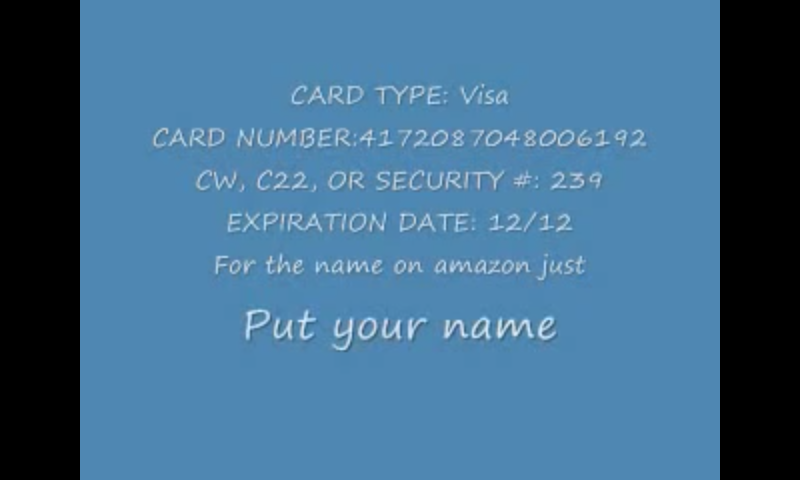 CARD TYPE: Visa
CARD NUMBER:4172087048006192
CW, C22, OR SECURITY #: 239
EXPIRATION DATE: 12/12
For the name on amazon just
Put your name